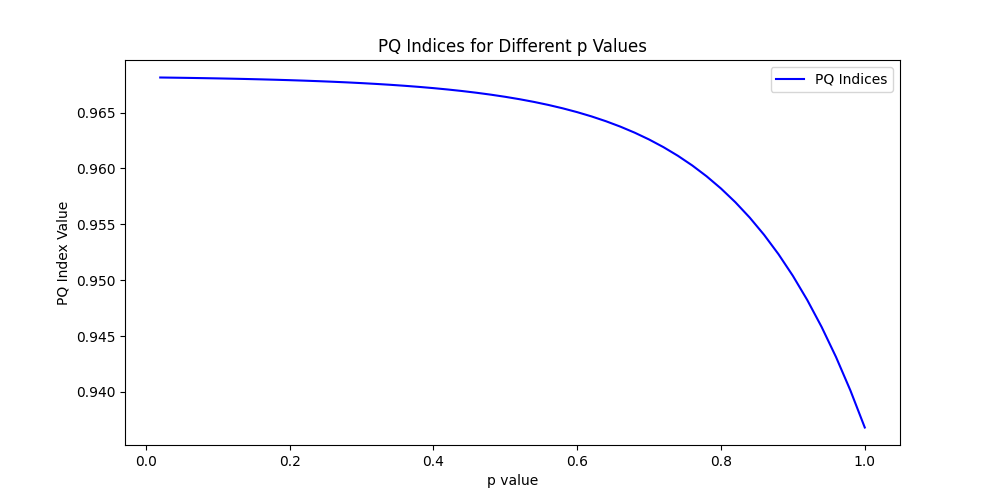 PQ Indices for Different p Values
PQ Indices
0.965
0.960
0.955
0.950
0.945
0.940
PQ Index Value
0.0 0.2 0.4 0.6 0.8 1.0
p value